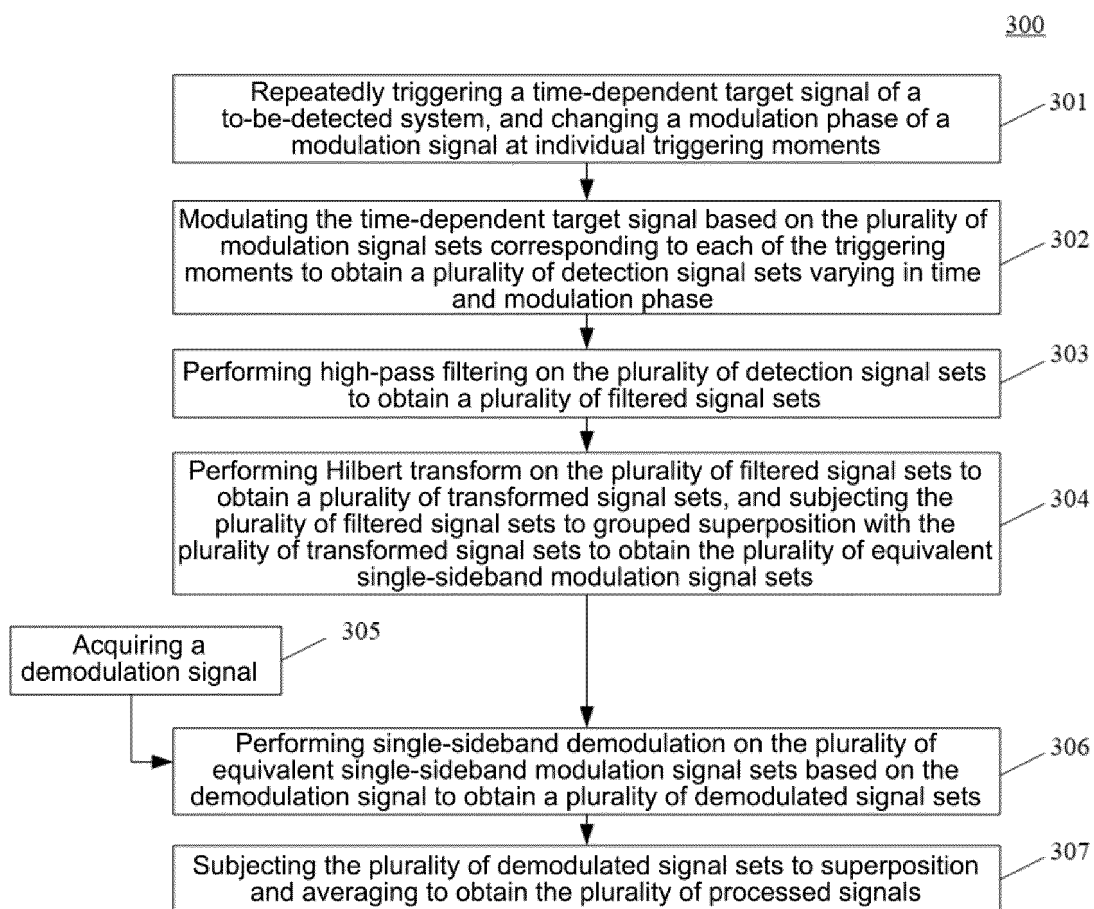 300
Repeatedly triggering a time-dependent target signal of a
to-be-detected system, and changing a modulation phase of a
modulation signal at individual triggering moments
301
Modulating the time-dependent target signal based on the plurality of
modulation signal sets corresponding to each of the triggering
moments to obtain a plurality of detection signal sets varying in time
and modulation phase
302
Performing high-pass filtering on the plurality of detection signal sets
to obtain a plurality of filtered signal sets
303
Performing Hilbert transform on the plurality of filtered signal sets to
obtain a plurality of transformed signal sets, and subjecting the
plurality of filtered signal sets to grouped superposition with the
plurality of transformed signal sets to obtain the plurality of equivalent
single-sideband modulation signal sets
304
Acquiring a
demodulation signal
305
Performing single-sideband demodulation on the plurality of
equivalent single-sideband modulation signal sets based on the
demodulation signal to obtain a plurality of demodulated signal sets
306
Subjecting the plurality of demodulated signal sets to superposition
and averaging to obtain the plurality of processed signals
307